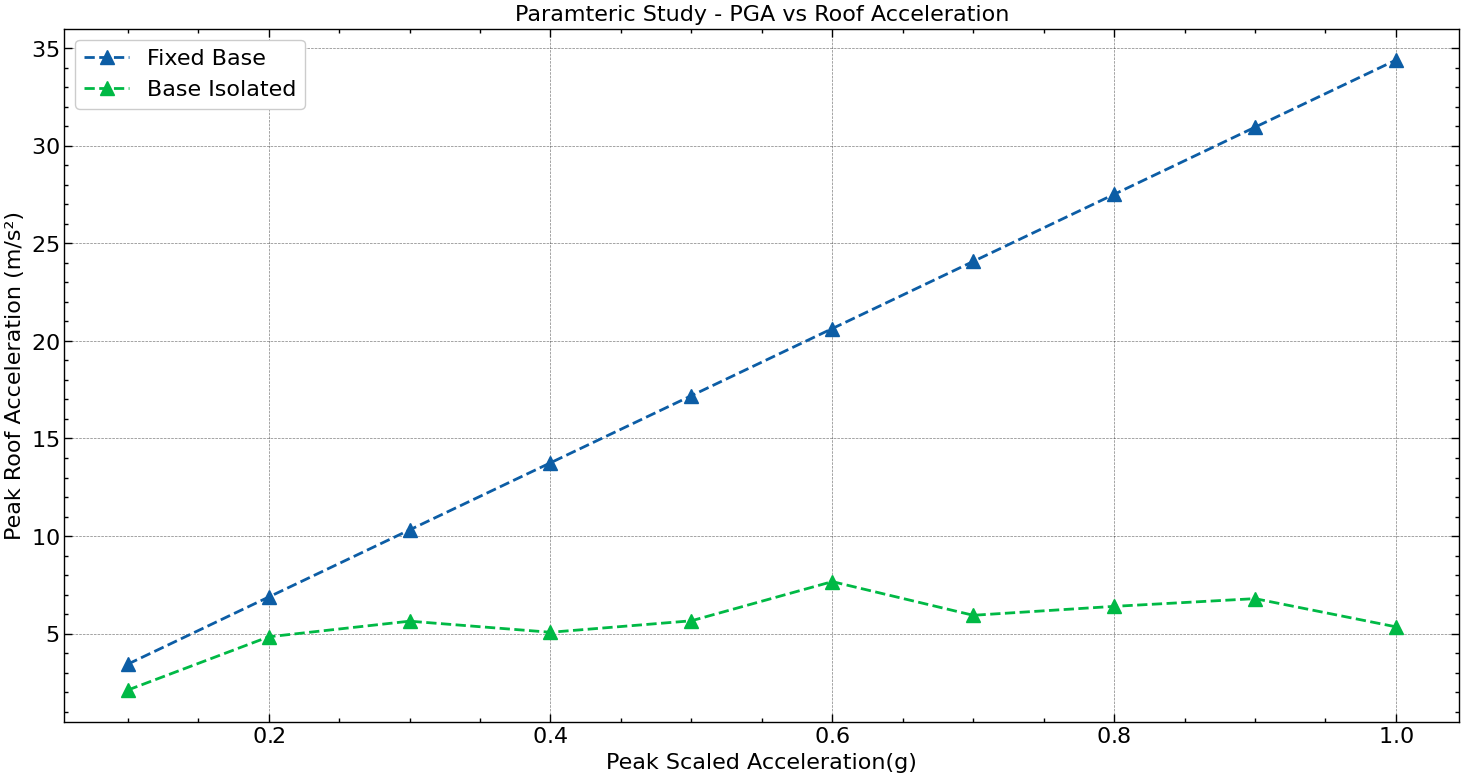 Paramteric Study - PGA vs Roof Acceleration
Fixed Base
Base Isolated
Peak Roof Acceleration (m/s²)
35
30
25
20
15
10
5
0.2 0.4 0.6 0.8 1.0
Peak Scaled Acceleration(g)